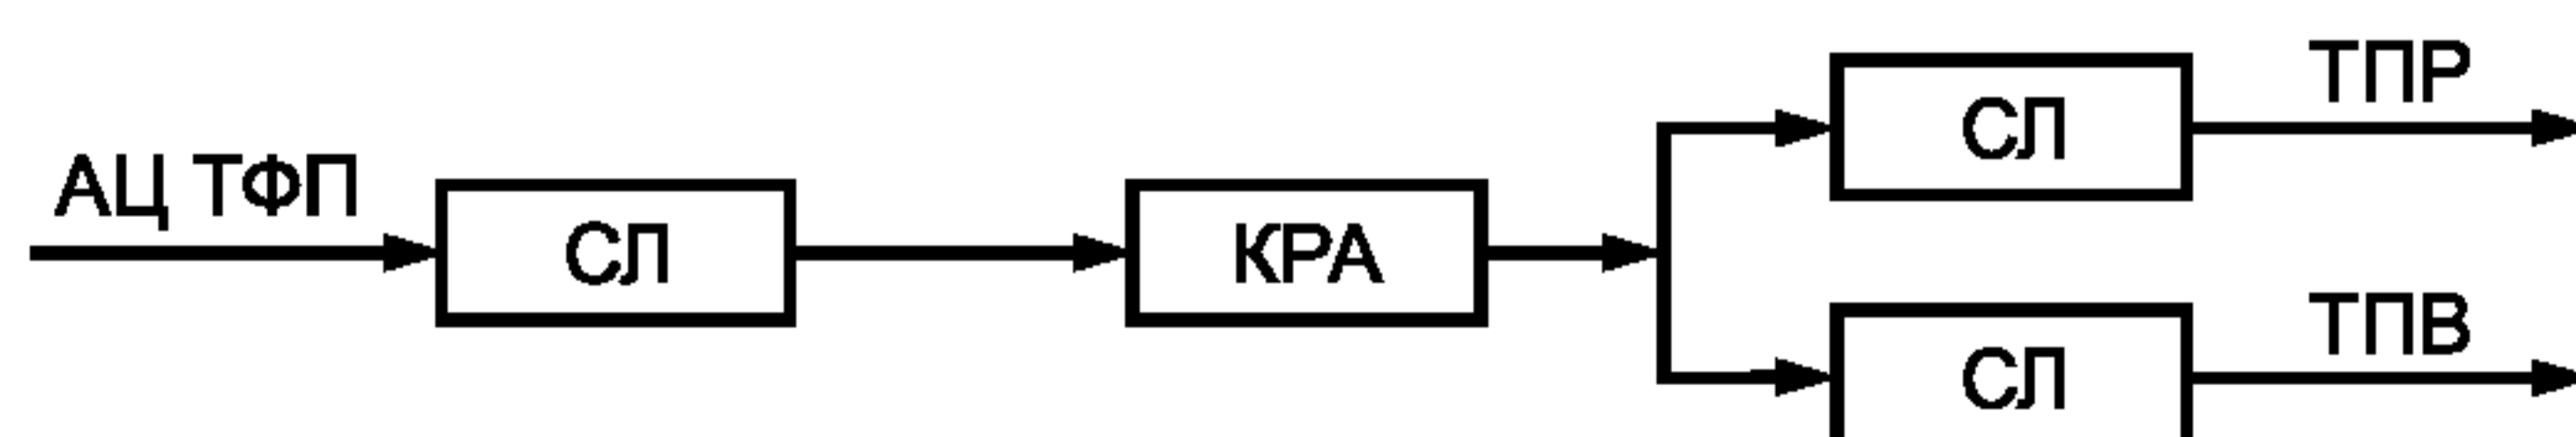 АЦ ТФП
СЛ
КРА
СЛ
ТПР
СЛ
ТПВ